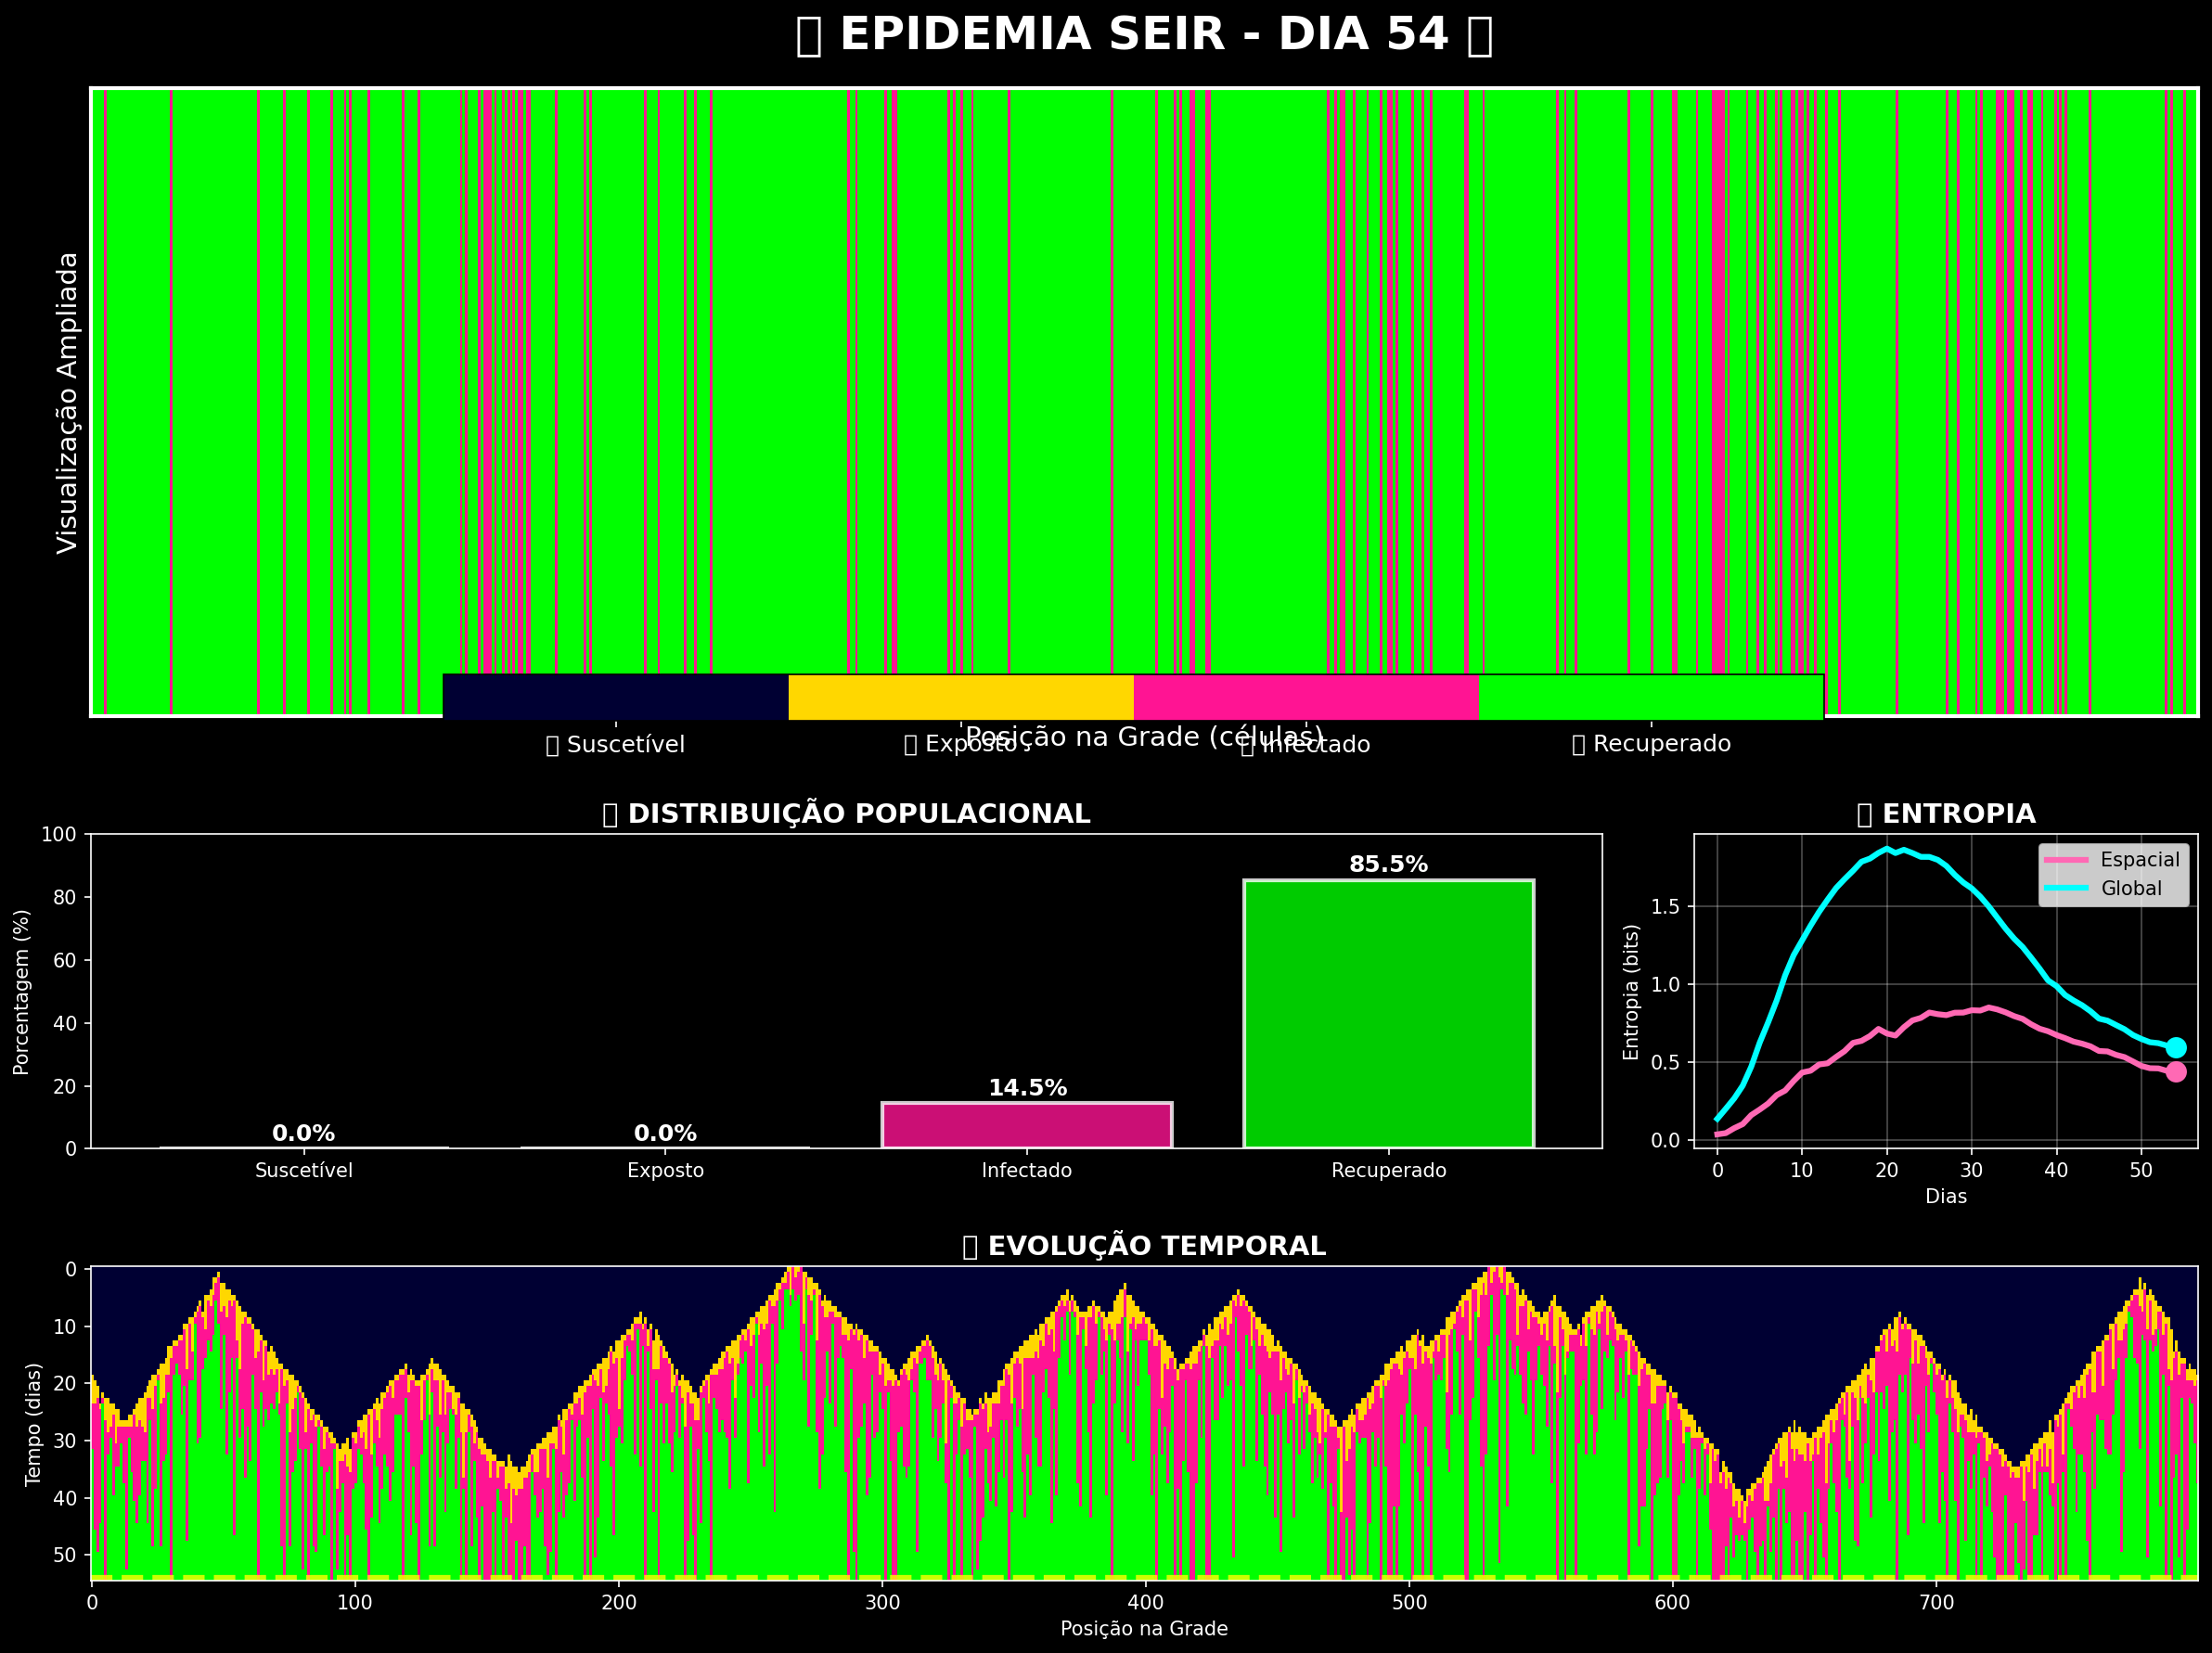 EPIDEMIA SEIR - DIA 54
Visualização Ampliada
Posição na Grade (células)
Suscetível
Exposto
Infectado
Recuperado
DISTRIBUIÇÃO POPULACIONAL
Porcentagem (%)
100
80
60
40
20
0
0.0%
0.0%
14.5%
85.5%
Suscetível
Exposto
Infectado
Recuperado
ENTROPIA
Espacial
Global
Entropia (bits)
1.5
1.0
0.5
0.0
0 10 20 30 40 50
Dias
EVOLUÇÃO TEMPORAL
Tempo (dias)
0
10
20
30
40
50
0 100 200 300 400 500 600 700
Posição na Grade